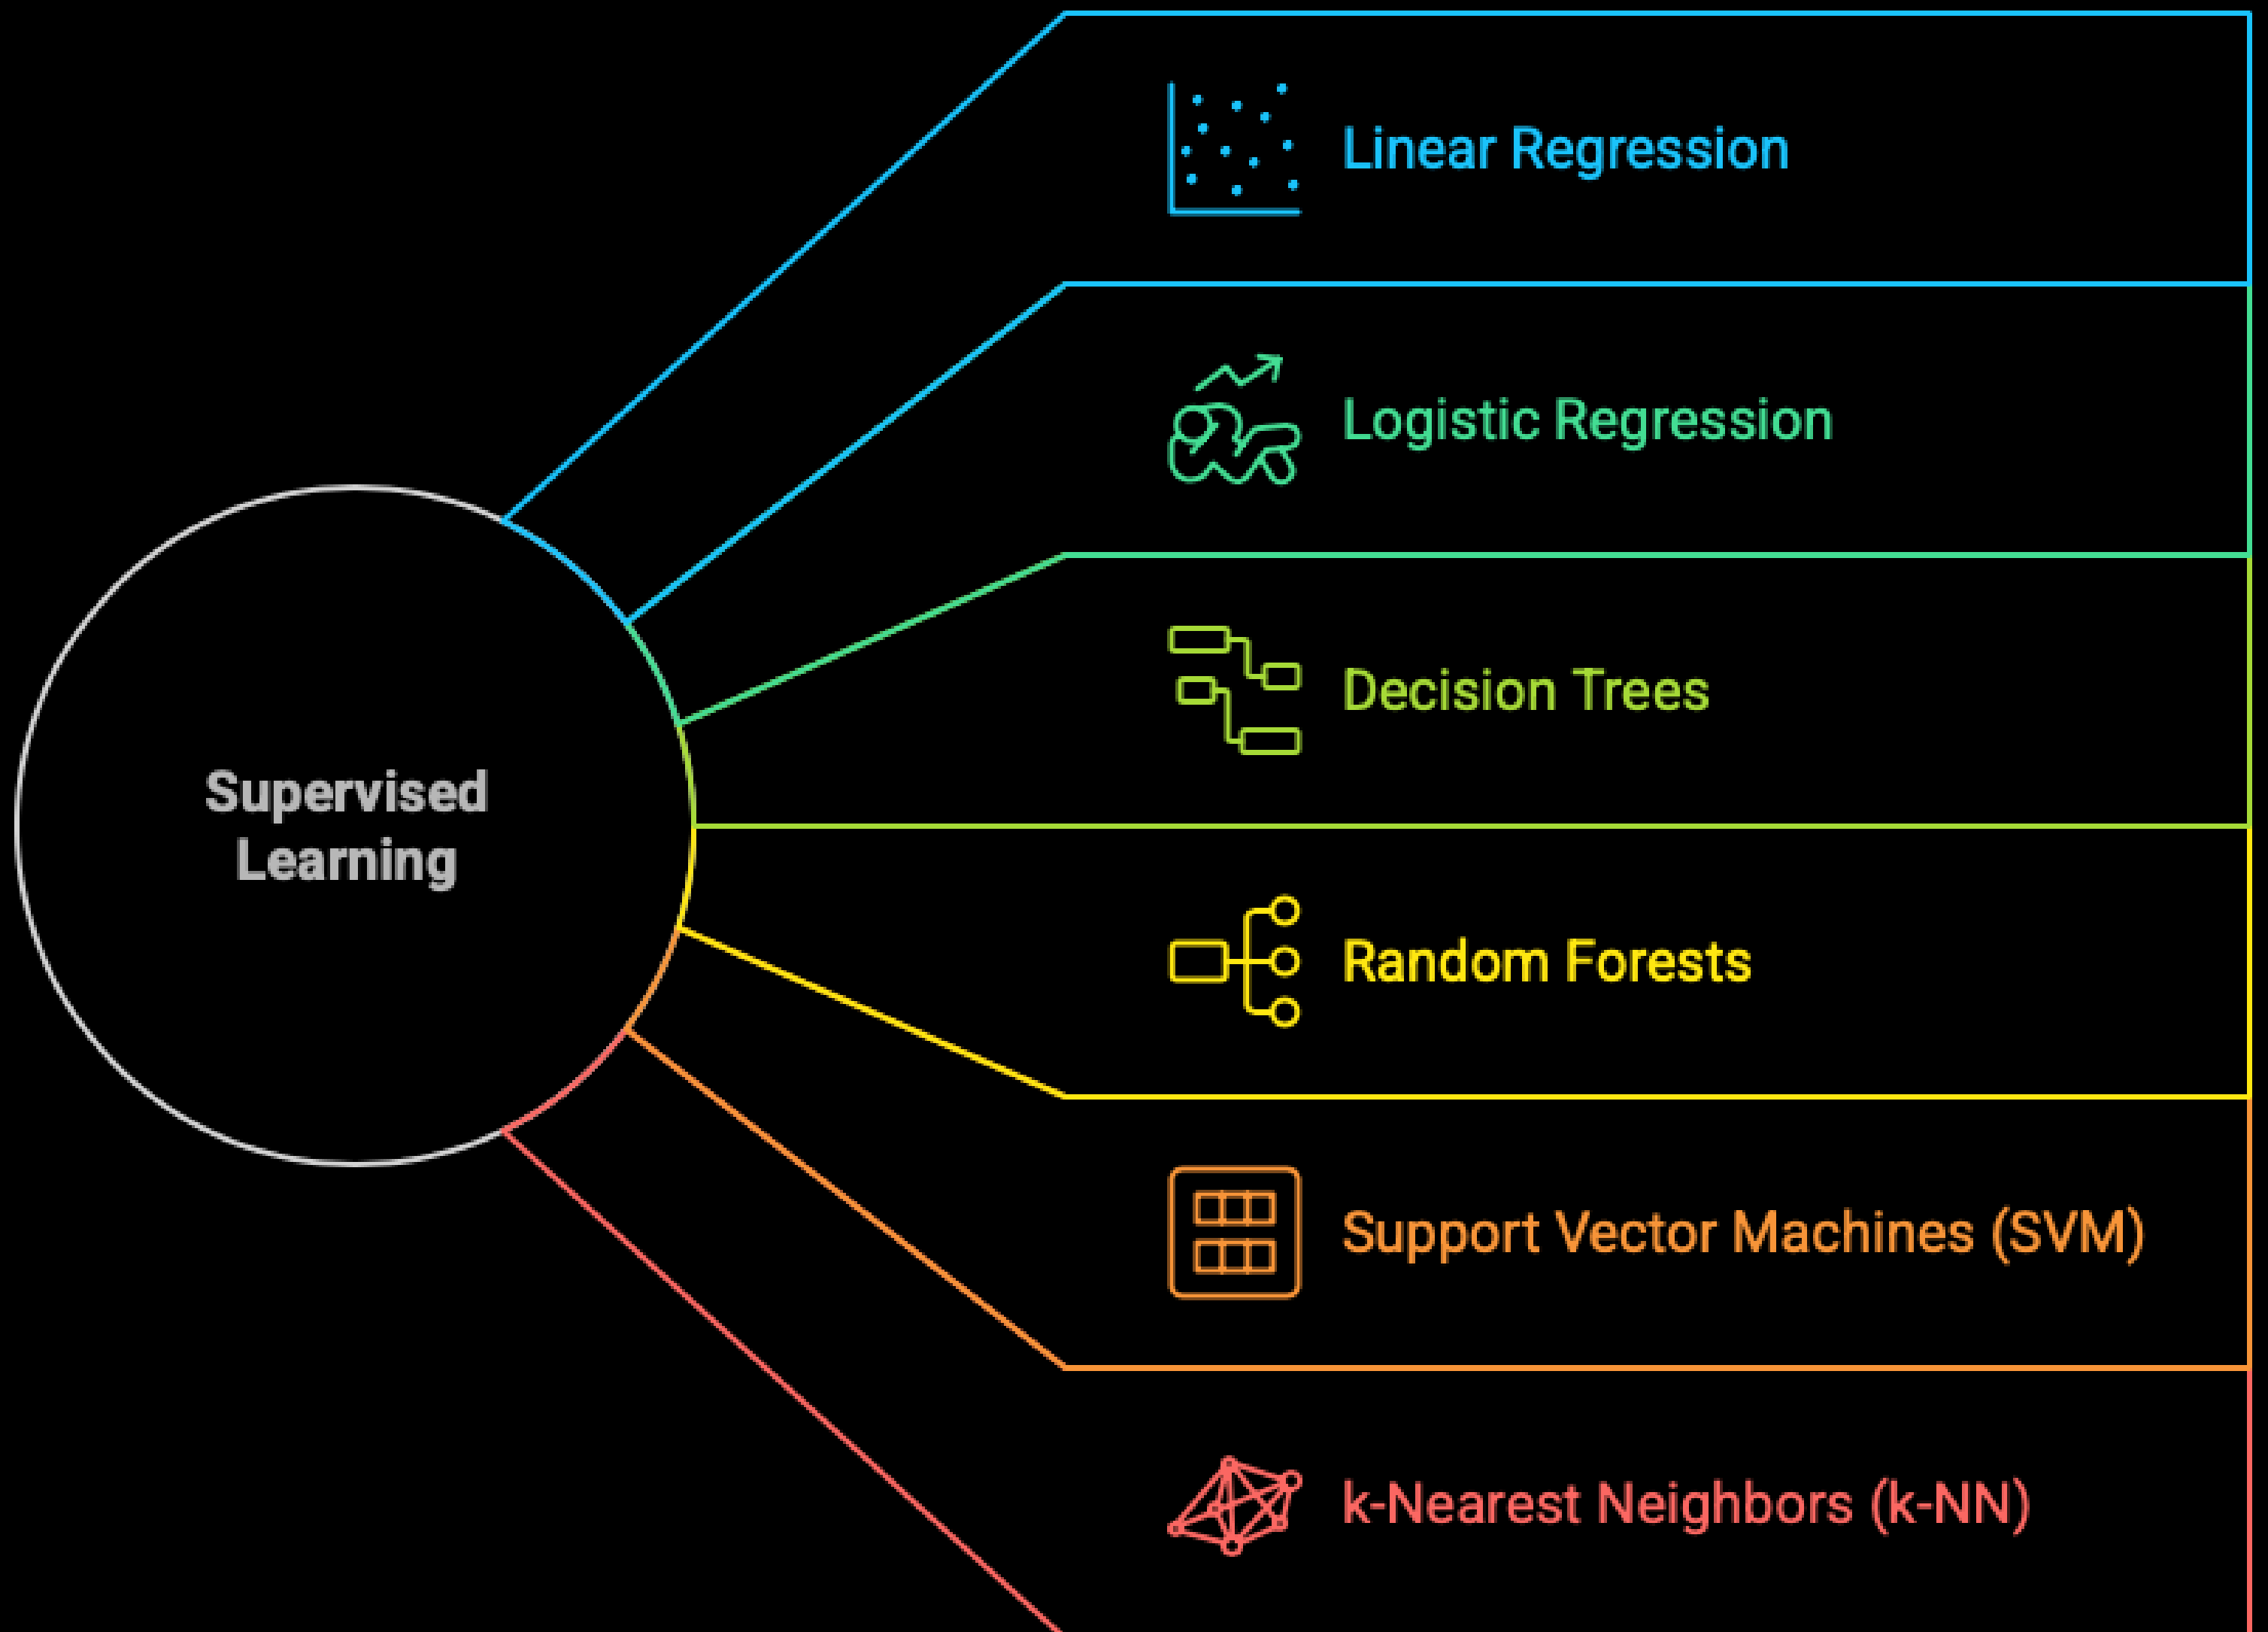 Linear Regression
Logistic Regression
Decision Trees
Supervised
Learning
Random Forests
Support Vector Machines (SVM)
k-Nearest Neighbors (k-NN)